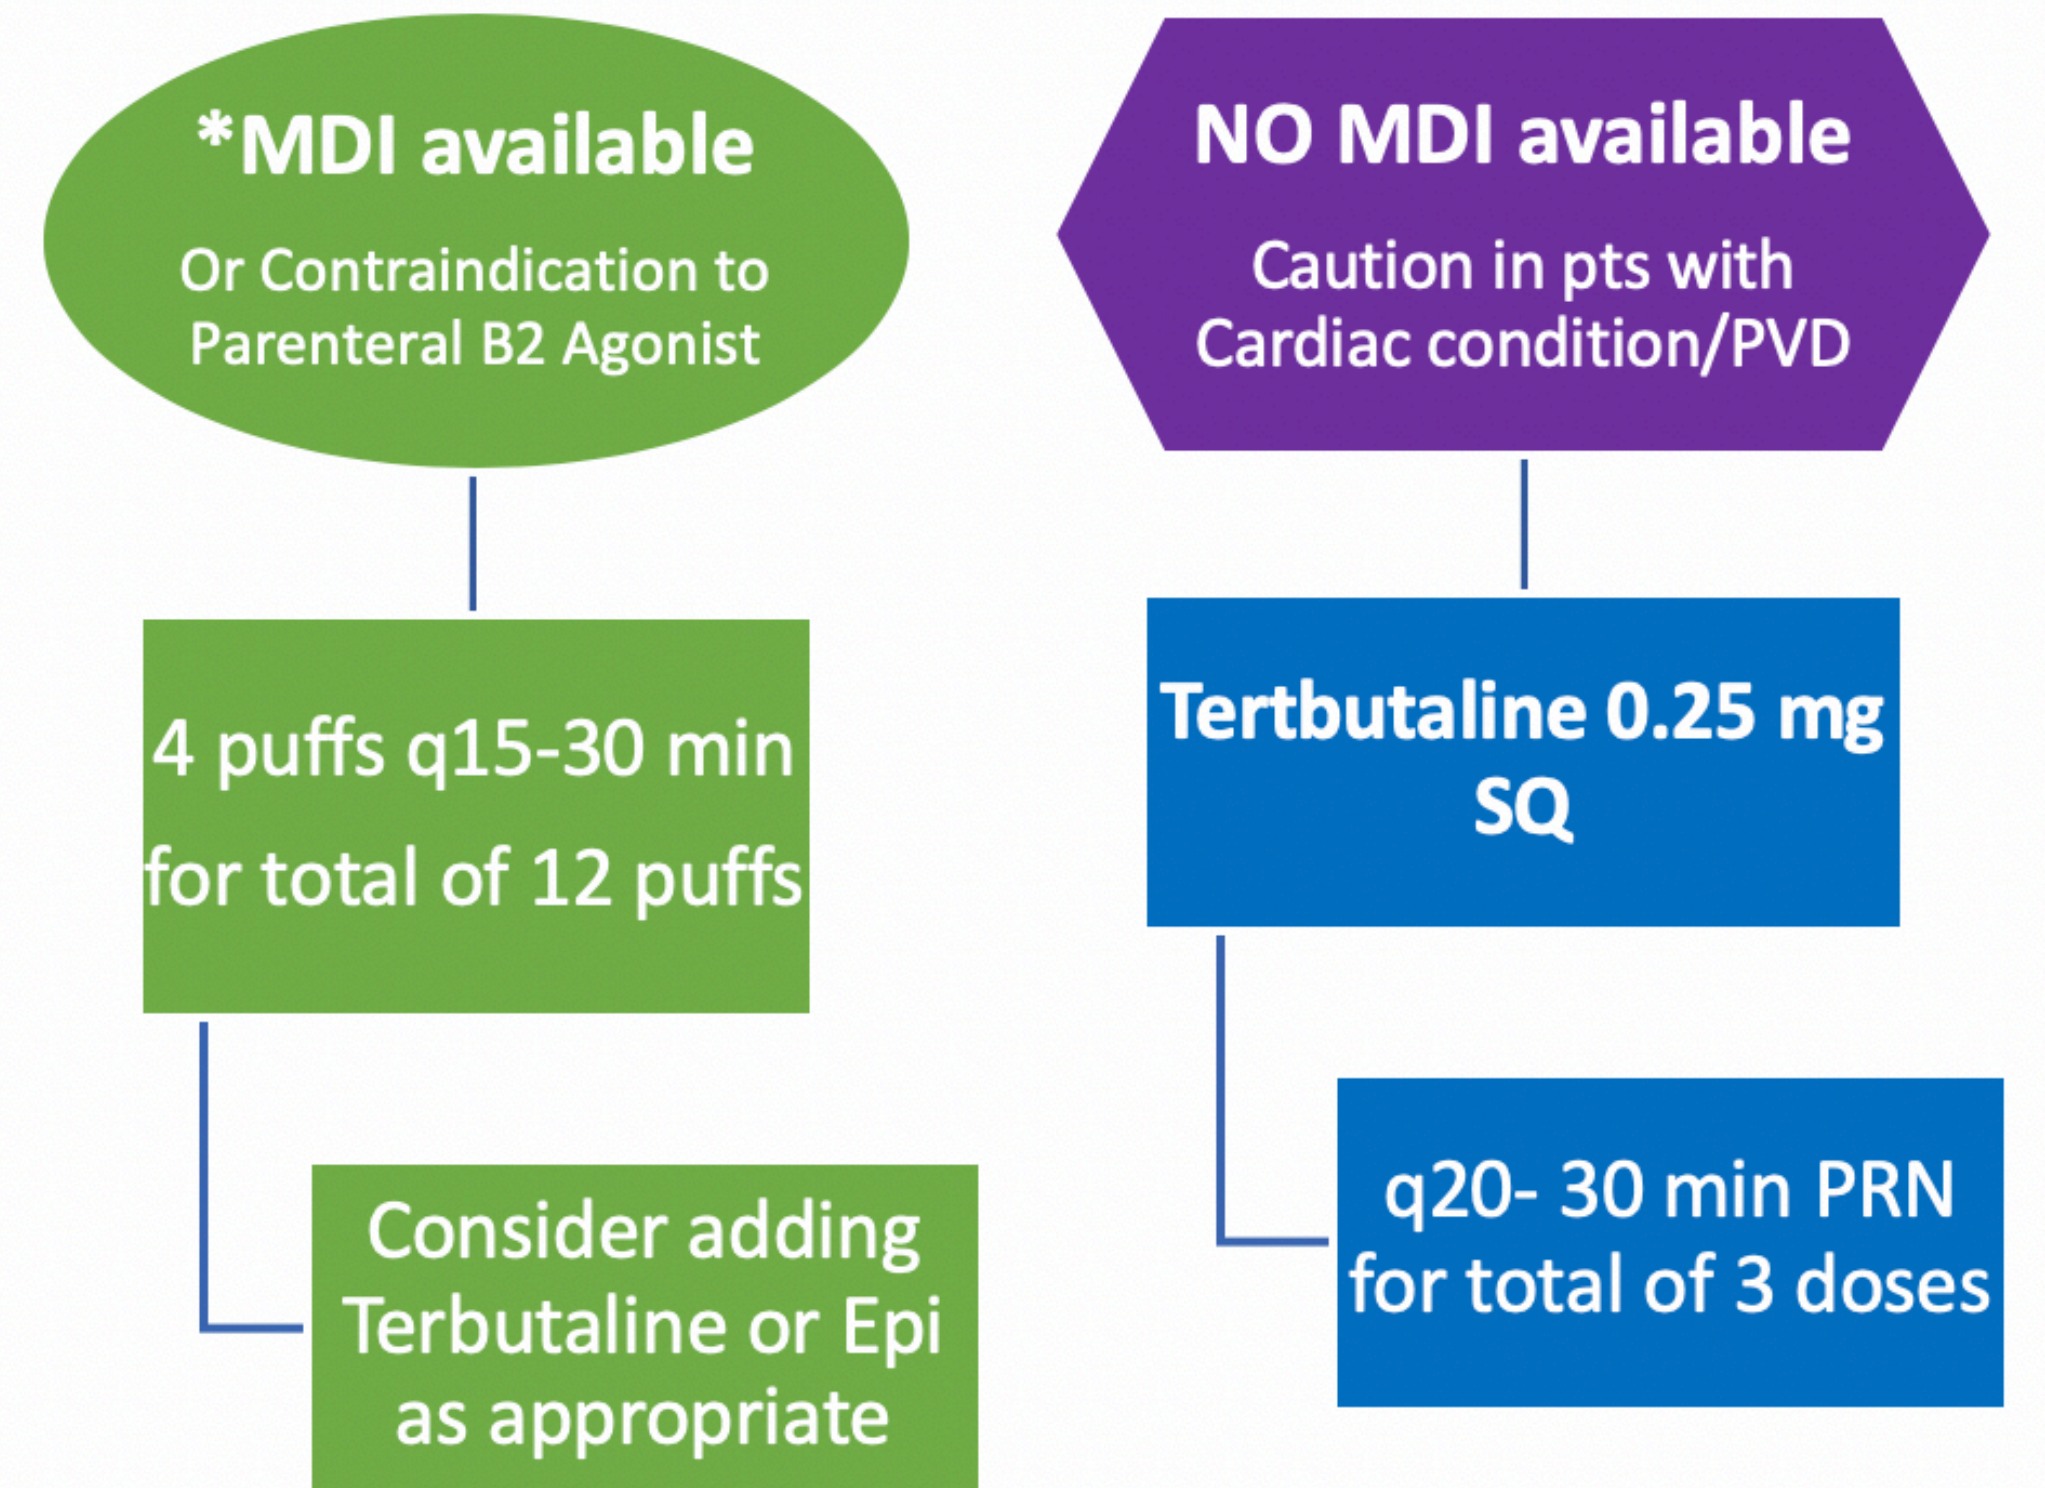 *MDI available
Or Contraindication to
Parenteral B2 Agonist
4 puffs q15-30 min
for total of 12 puffs
Consider adding
Terbutaline or Epi
as appropriate
NO MDI available
Caution in pts with
Cardiac condition/PVD
Tertbutaline 0.25 mg
SQ
q20- 30 min PRN
for total of 3 doses